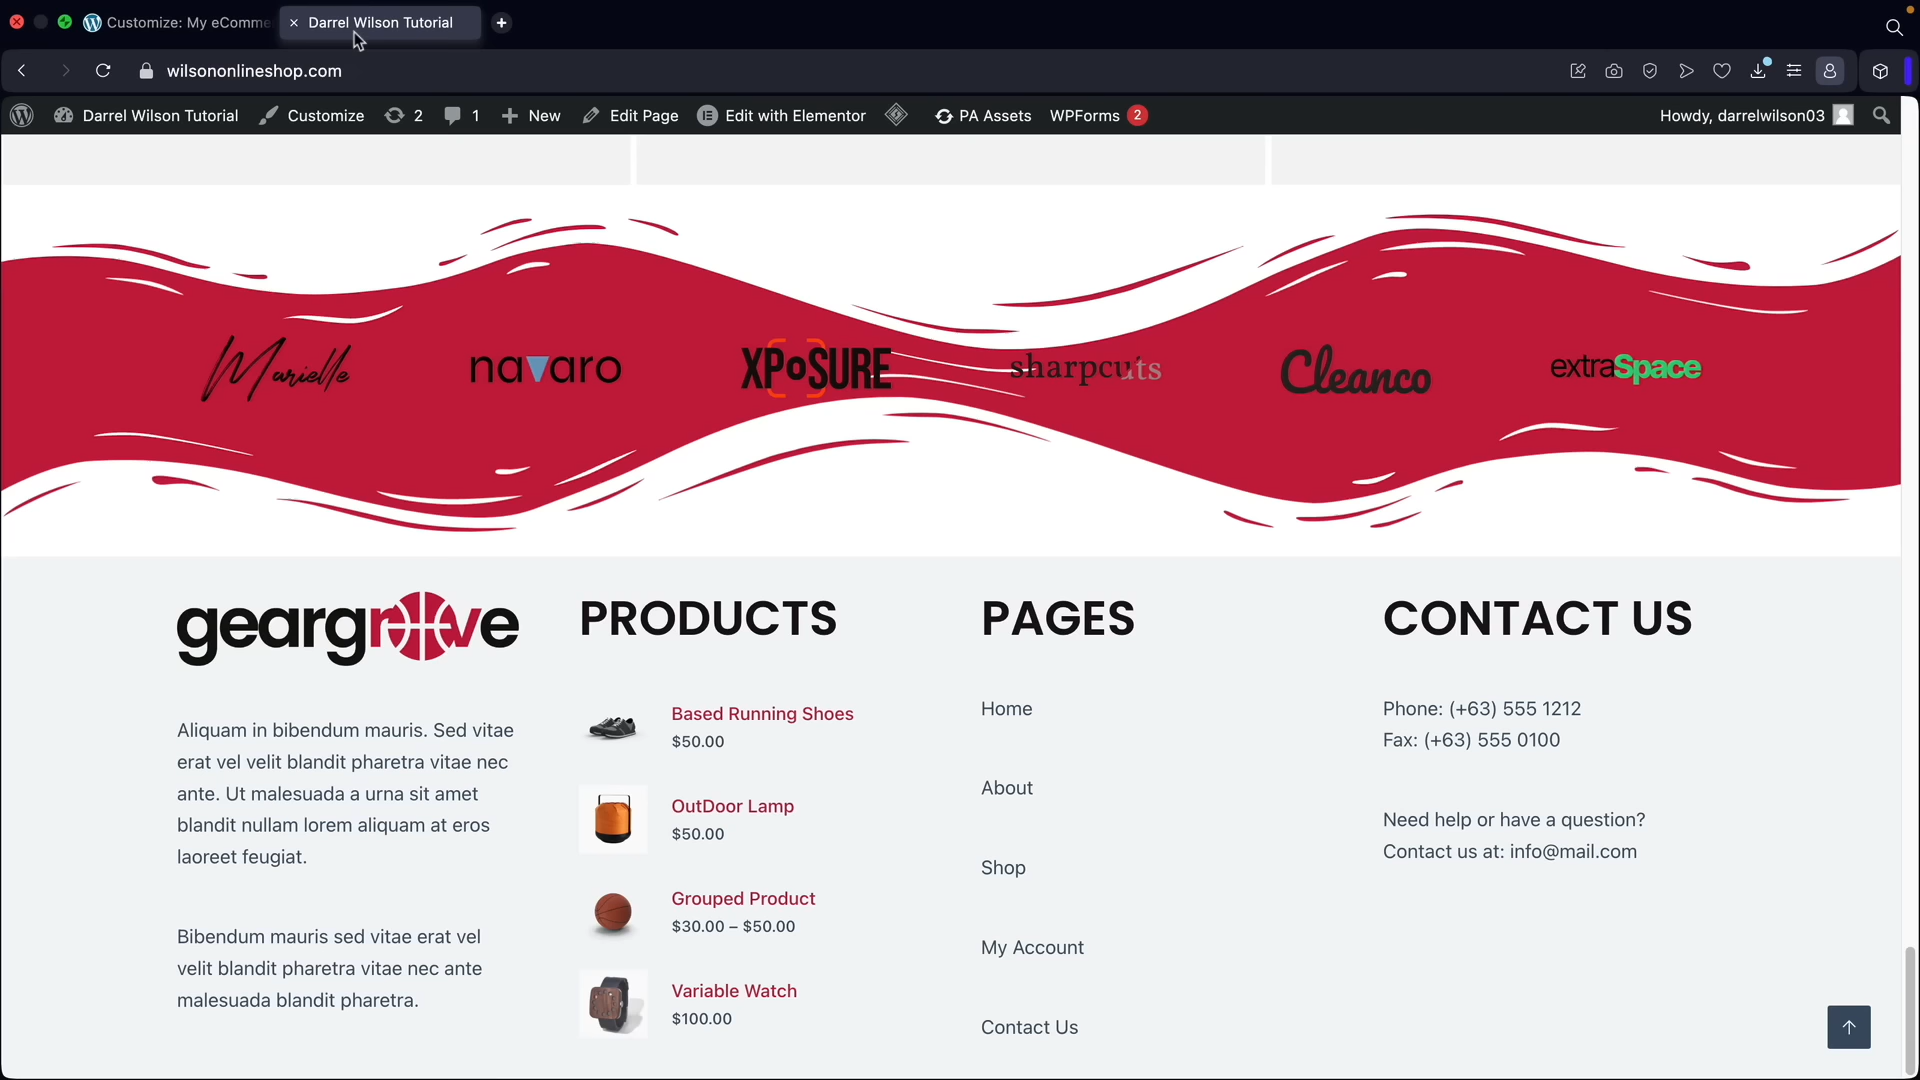 Customize: My eComme
Darrel Wilson Tutorial
wilsononlineshop.com
Darrel Wilson Tutorial Customize 2 1 New Edit Page Edit with Elementor PA Assets WPForms 2 Howdy, darrelwilson03
Marielle navaro XPoSURE sharpcuts Cleanco extraSpace
geargroove
Aliquam in bibendum mauris. Sed vitae
erat vel velit blandit pharetra vitae nec
ante. Ut malesuada a urna sit amet
blandit nullam lorem aliquam at eros
laoreet feugiat.
Bibendum mauris sed vitae erat vel
velit blandit pharetra vitae nec ante
malesuada blandit pharetra.
PRODUCTS
Based Running Shoes
$50.00
OutDoor Lamp
$50.00
Grouped Product
$30.00 – $50.00
Variable Watch
$100.00
PAGES
Home
About
Shop
My Account
Contact Us
CONTACT US
Phone: (+63) 555 1212
Fax: (+63) 555 0100
Need help or have a question?
Contact us at: info@mail.com